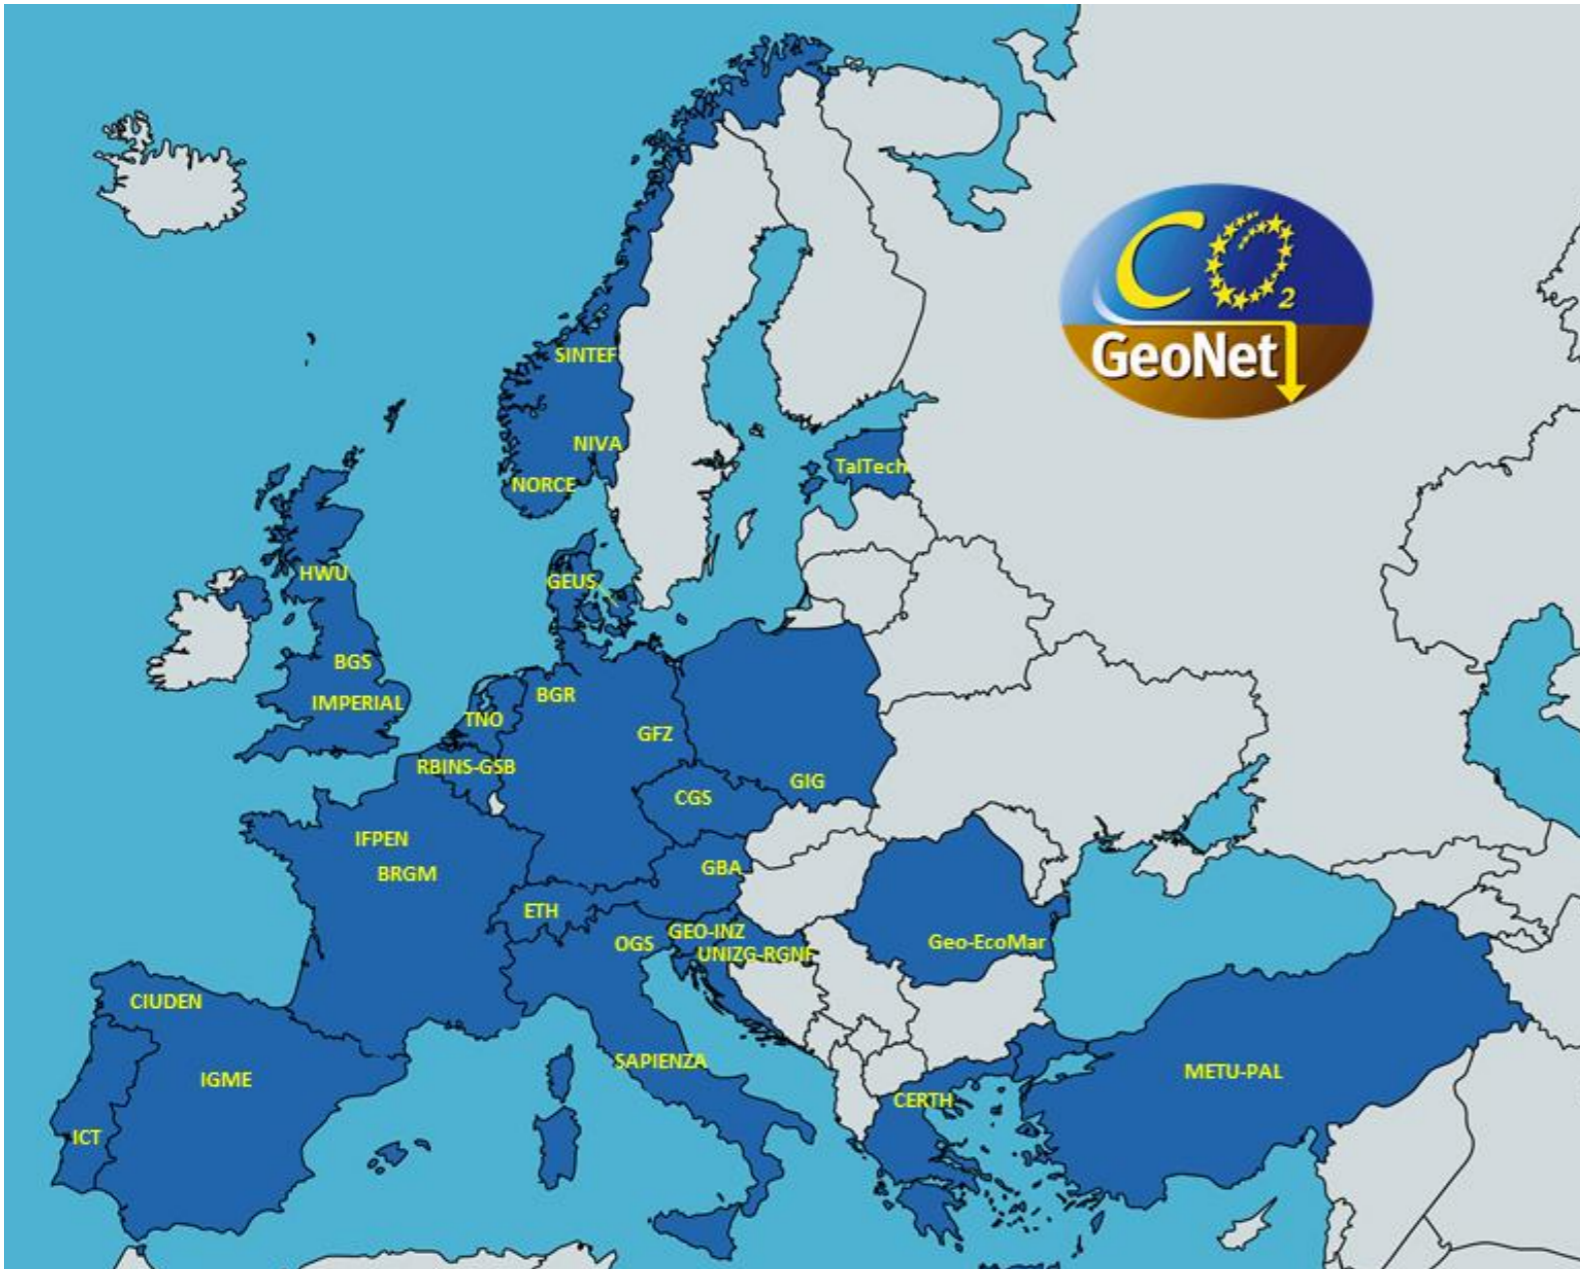 CO2
GeoNet
SINTEF
NIVA
TalTech
NORCE
HWU
GEUS
BGS
BGR
IMPERIAL
TNO
GFZ
RBINS-GSB
GIG
CGS
IFPEN
GBA
BRGM
ETH
GEO-INZ
OGS
Geo-EcoMar
UNIZG-RGNF
CIUDEN
SAPIENZA
METU-PAL
IGME
CERTH
ICT